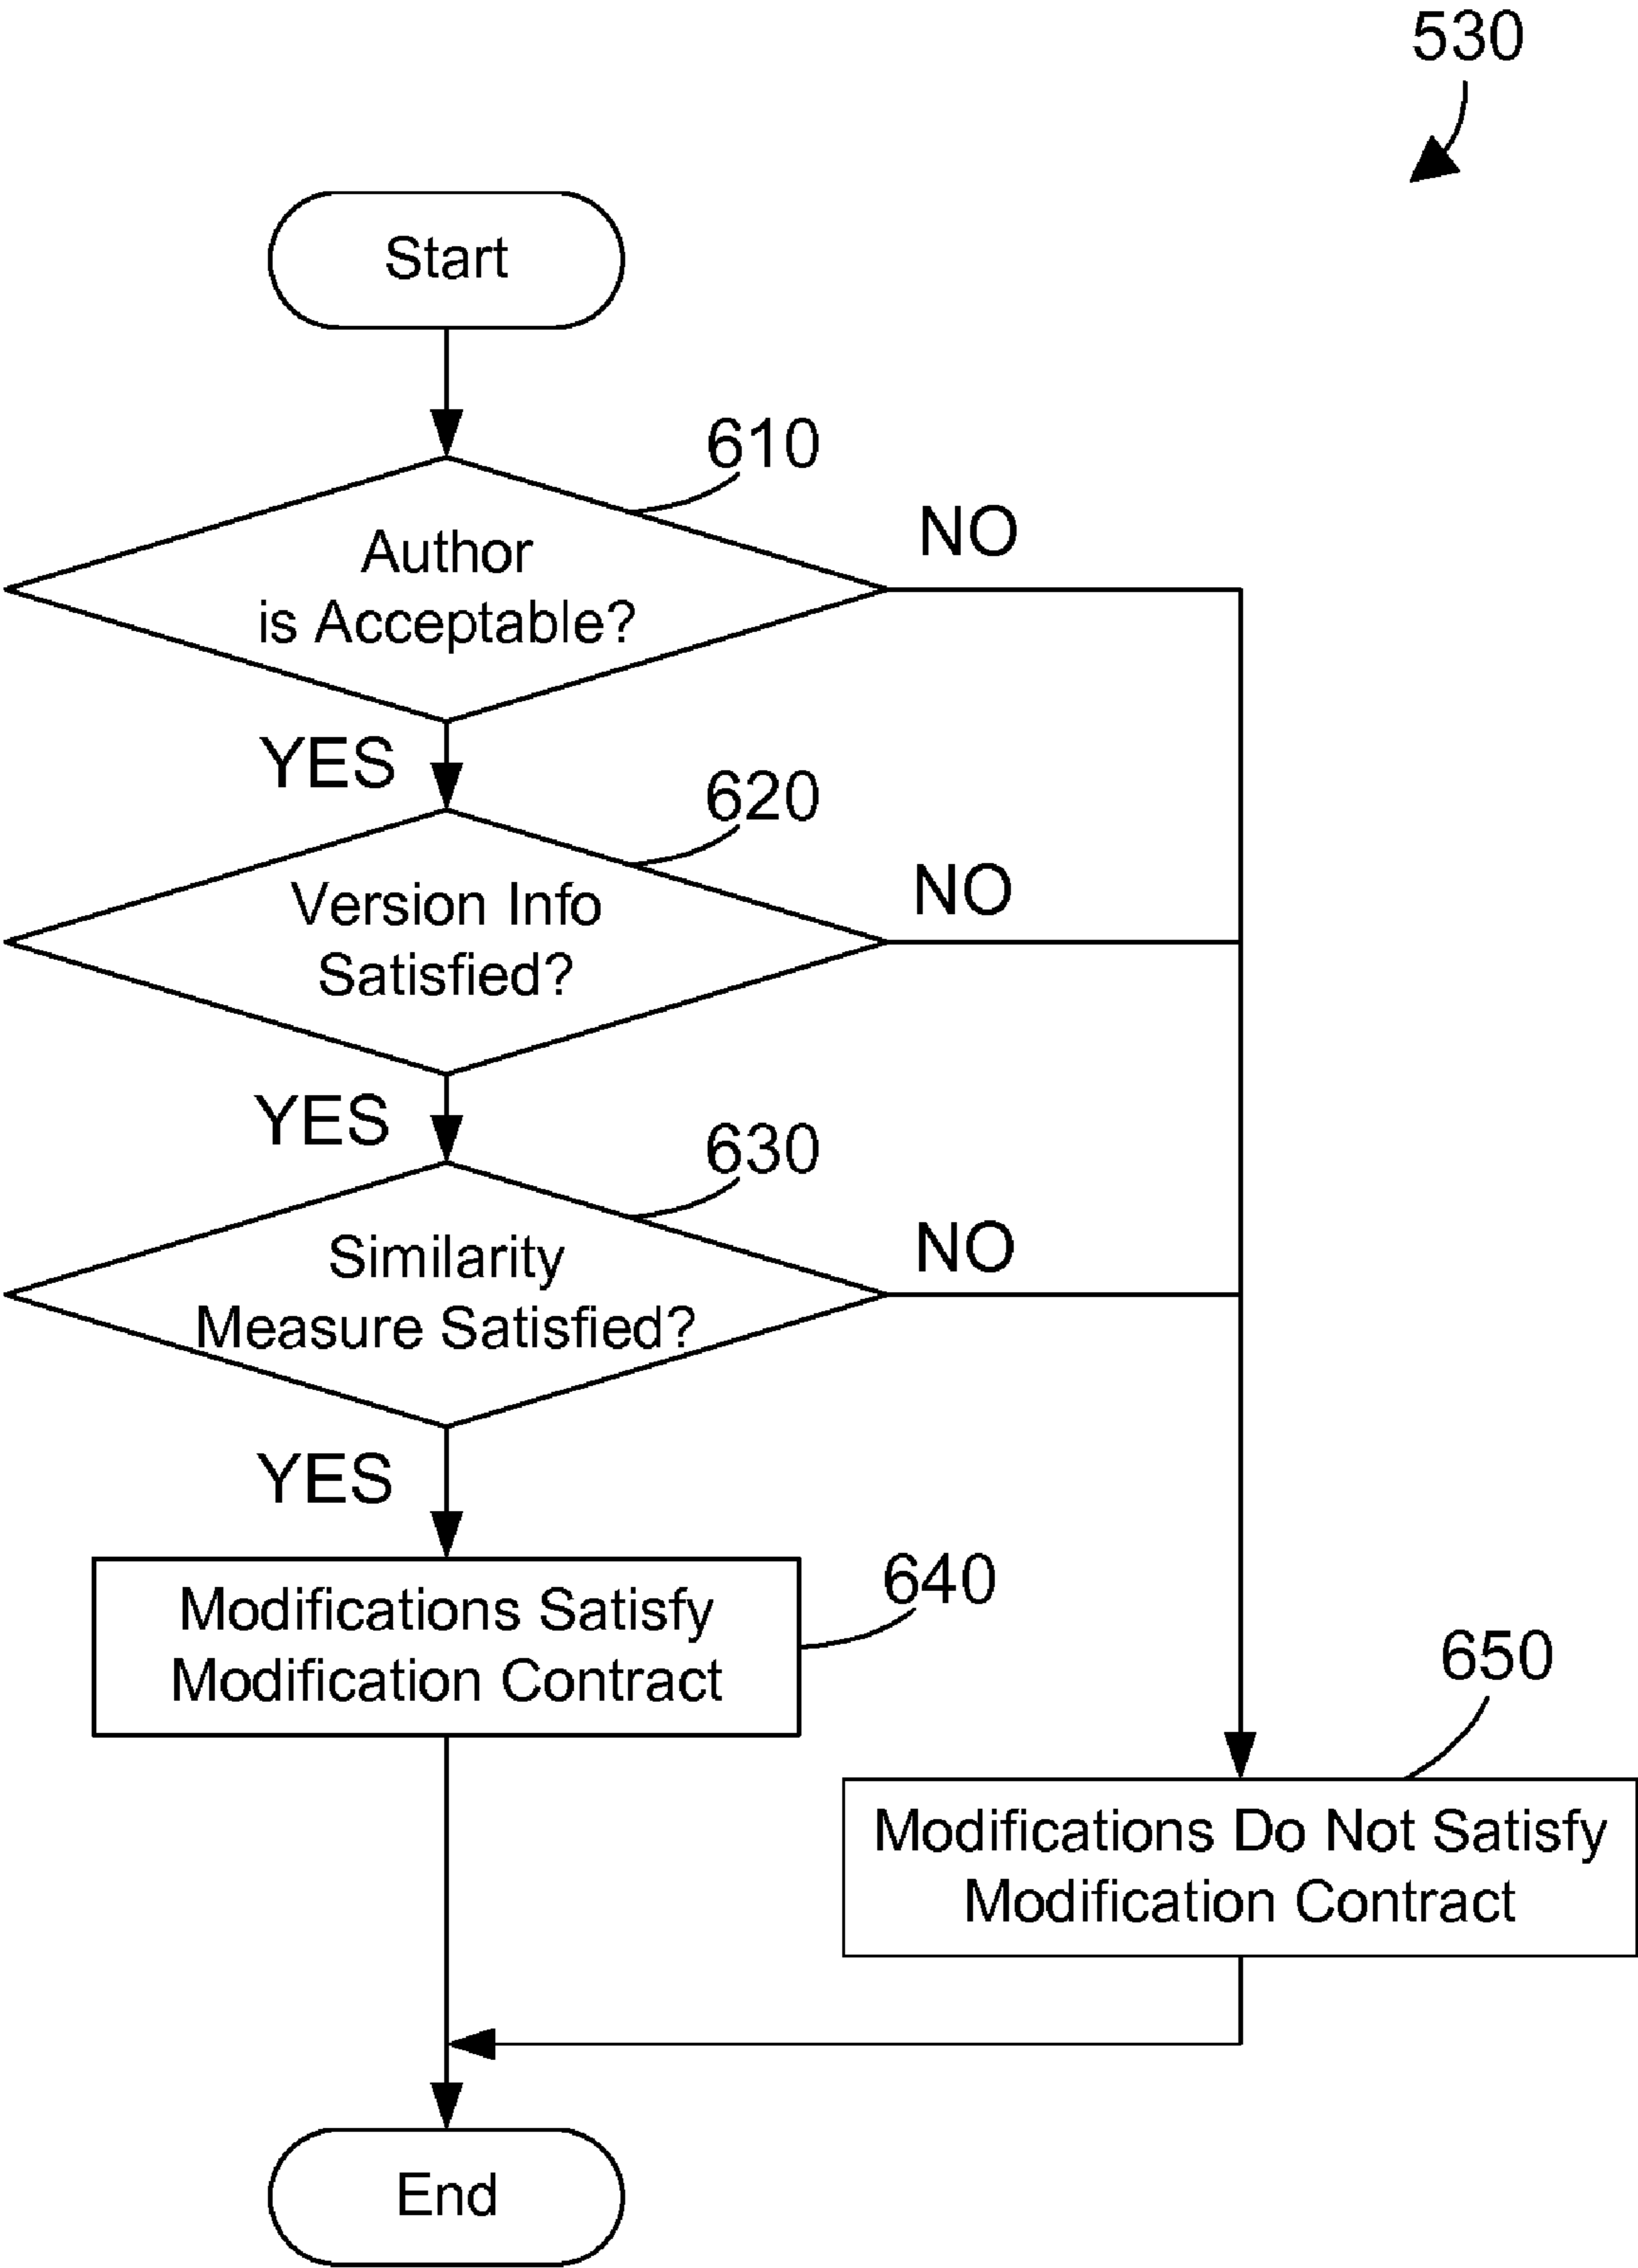 530
Start
610
Author
is Acceptable?
NO
YES
620
Version Info
Satisfied?
NO
YES
630
Similarity
Measure Satisfied?
NO
YES
640
Modifications Satisfy
Modification Contract
650
Modifications Do Not Satisfy
Modification Contract
End